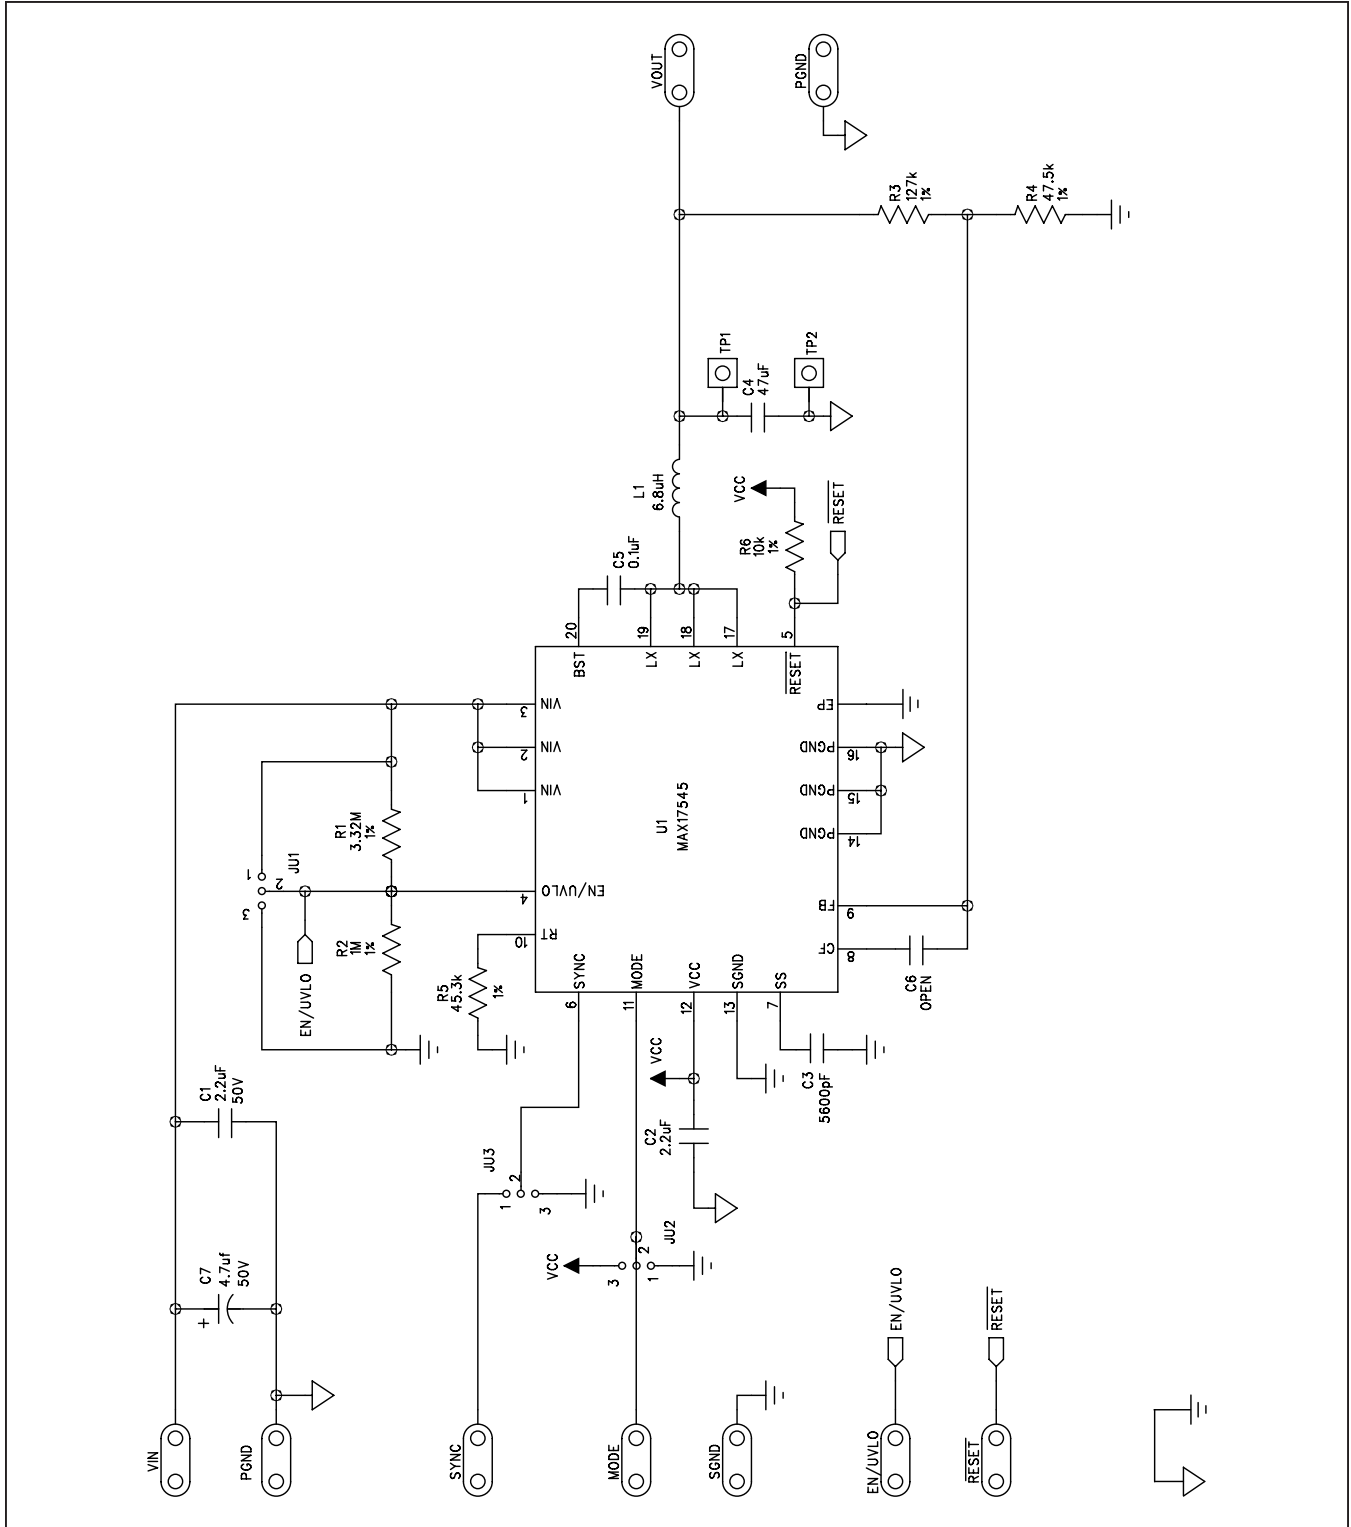 VOUT
PGND
R3
127k
1%
R4
47.5k
1%
TP1
C4
47uF
TP2
L1
6.8uH
VCC
R6
10k
1%
RESET
C5
0.1uF
20
19
18
17
5
BST
LX
LX
LX
RESET
3
VIN
2
VIN
1
VIN
4
EN/UVLO
10
RT
EP
PGND
16
PGND
15
PGND
14
FB
9
CF
8
U1
MAX17545
R1
3.32M
1%
JU1
1
2
3
R2
1M
1%
EN/UVLO
R5
45.3k
1%
SYNC
6
MODE
11
VCC
12
SGND
13
SS
7
C6
OPEN
C1
2.2uF
50V
VCC
C2
2.2uF
C3
5600pF
JU3
1
2
3
JU2
VCC
3
2
1
C7
4.7uf
50V
+
EN/UVLO
RESET
VIN
PGND
SYNC
MODE
SGND
EN/UVLO
RESET